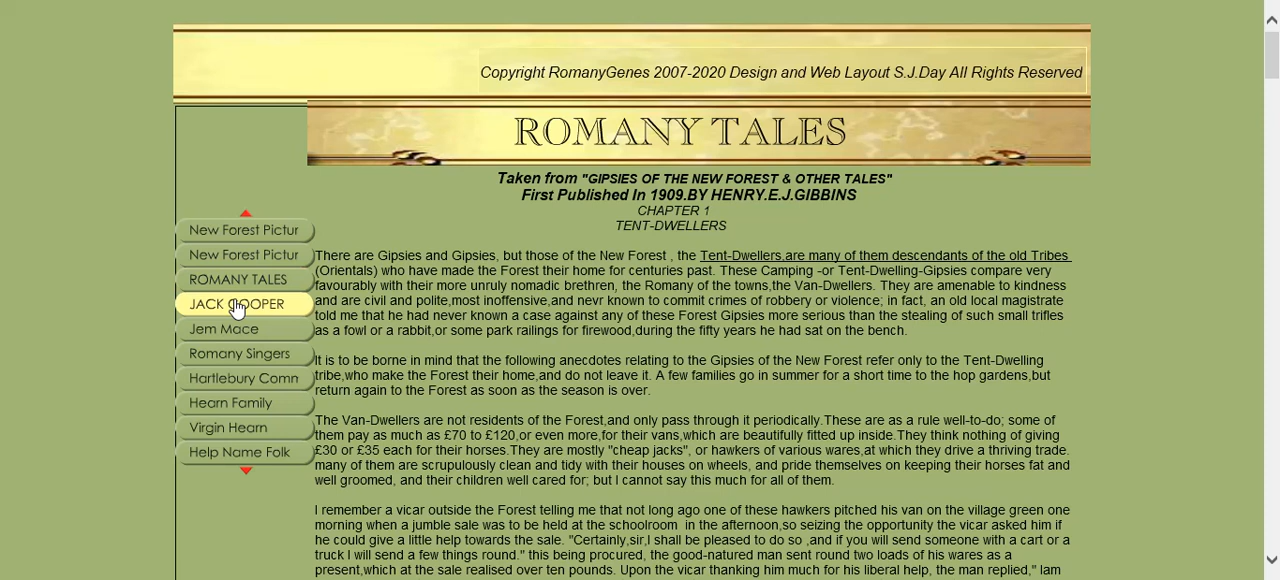 Copyright RomanyGenes 2007-2020 Design and Web Layout S.J.Day All Rights Reserved
ROMANY TALES
Taken from "GIPSIES OF THE NEW FOREST & OTHER TALES"
First Published In 1909.BY HENRY.E.J.GIBBINS
CHAPTER 1
TENT-DWELLERS
New Forest Pictur
New Forest Pictur
ROMANY TALES
JACK COOPER
Jem Mace
Romany Singers
Hartlebury Comn
Hearn Family
Virgin Hearn
Help Name Folk
There are Gipsies and Gipsies, but those of the New Forest , the Tent-Dwellers,are many of them descendants of the old Tribes
(Orientals) who have made the Forest their home for centuries past. These Camping -or Tent-Dwelling-Gipsies compare very
favourably with their more unruly nomadic brethren, the Romany of the towns,the Van-Dwellers. They are amenable to kindness
and are civil and polite,most inoffensive,and nevr known to commit crimes of robbery or violence; in fact, an old local magistrate
told me that he had never known a case against any of these Forest Gipsies more serious than the stealing of such small trifles
as a fowl or a rabbit,or some park railings for firewood,during the fifty years he had sat on the bench.
It is to be borne in mind that the following anecdotes relating to the Gipsies of the New Forest refer only to the Tent-Dwelling
tribe,who make the Forest their home,and do not leave it. A few families go in summer for a short time to the hop gardens,but
return again to the Forest as soon as the season is over.
The Van-Dwellers are not residents of the Forest,and only pass through it periodically.These are as a rule well-to-do; some of
them pay as much as £70 to £120,or even more,for their vans,which are beautifully fitted up inside.They think nothing of giving
£30 or £35 each for their horses.They are mostly "cheap jacks", or hawkers of various wares,at which they drive a thriving trade.
many of them are scrupulously clean and tidy with their houses on wheels, and pride themselves on keeping their horses fat and
well groomed, and their children well cared for; but I cannot say this much for all of them.
I remember a vicar outside the Forest telling me that not long ago one of these hawkers pitched his van on the village green one
morning when a jumble sale was to be held at the schoolroom in the afternoon,so seizing the opportunity the vicar asked him if
he could give a little help towards the sale. "Certainly,sir,I shall be pleased to do so ,and if you will send someone with a cart or a
truck I will send a few things round." this being procured, the good-natured man sent round two loads of his wares as a
present,which at the sale realised over ten pounds. Upon the vicar thanking him much for his liberal help, the man replied," Iam